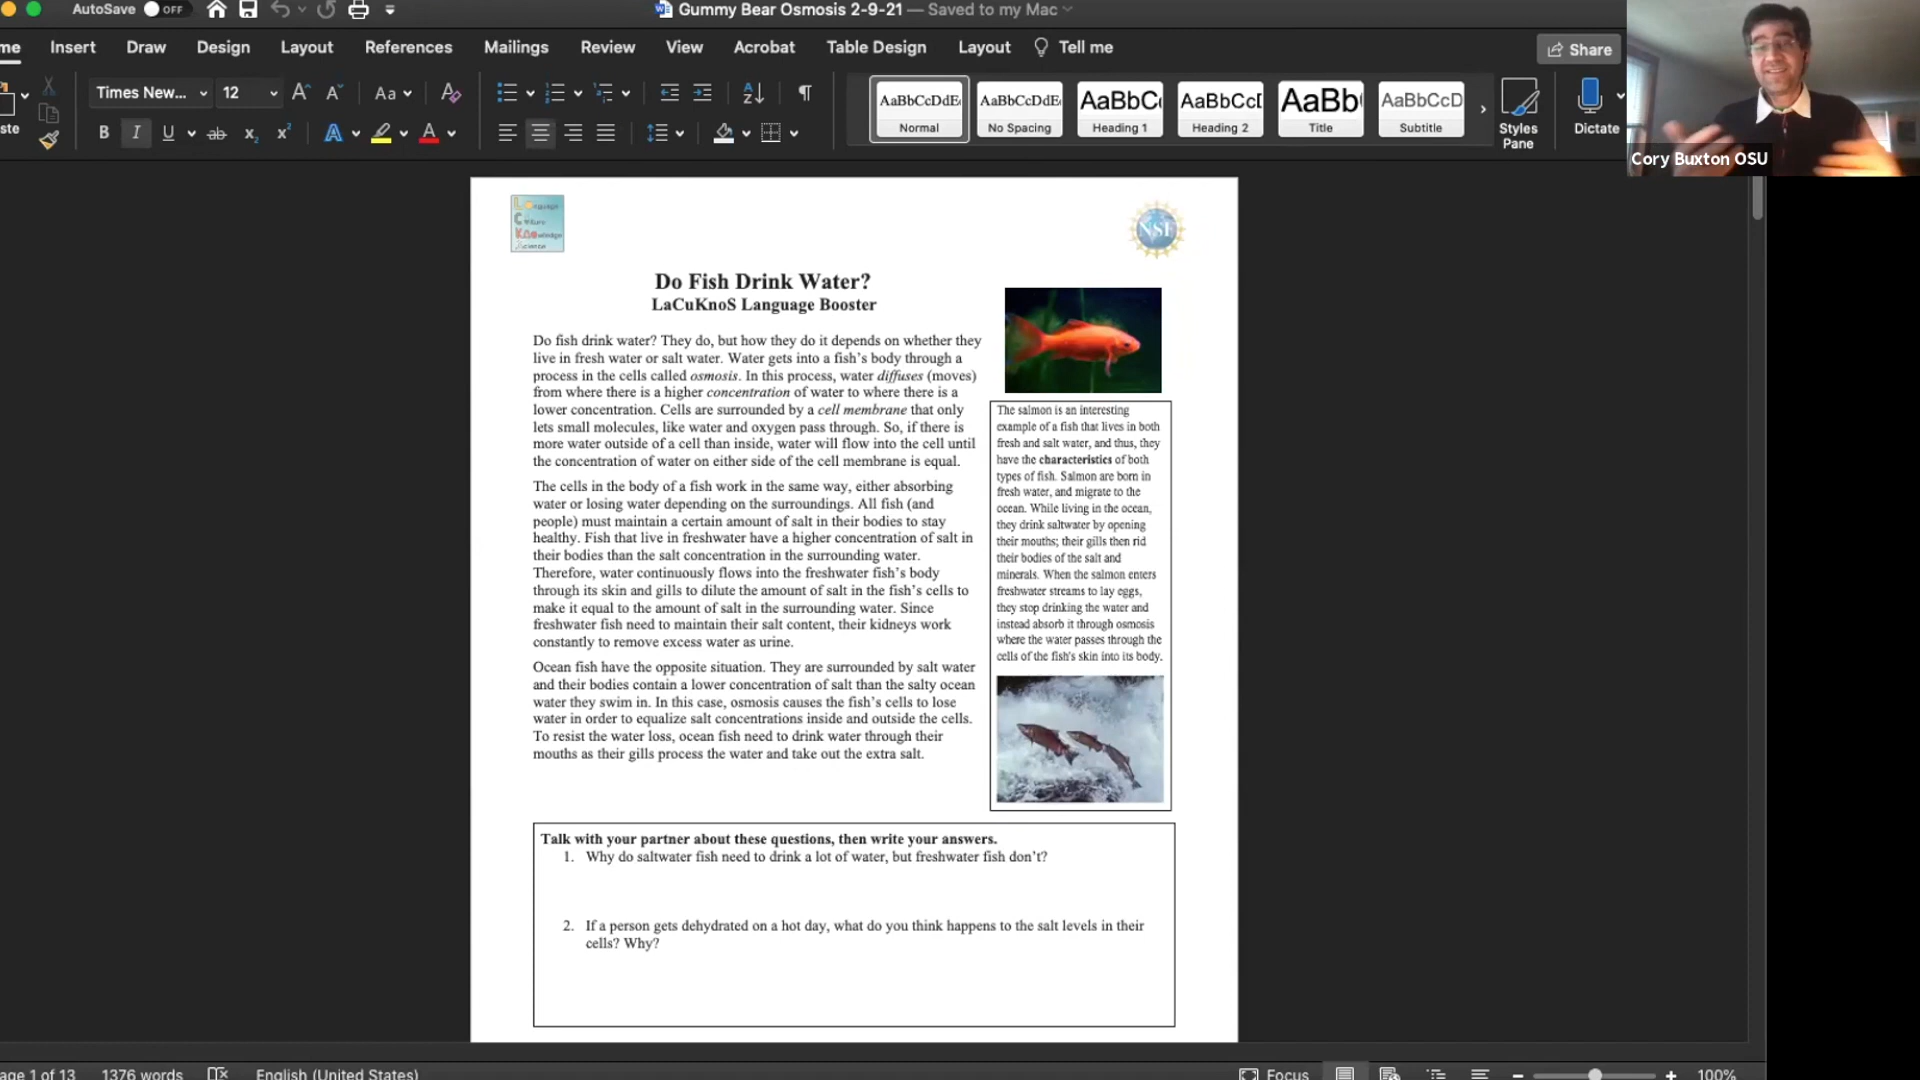 AutoSave OFF
Gummy Bear Osmosis 2-9-21 — Saved to my Mac
Insert Draw Design Layout References Mailings Review View Acrobat Table Design Layout Tell me
Share
Times New... 12
Aa
AaBbCcDdE
Normal
AaBbCcDdE
No Spacing
AaBbC
Heading 1
AaBbCcI
Heading 2
AaBb
Title
AaBbCcD
Subtitle
Styles
Pane
Dictate
Cory Buxton OSU
NSF
Do Fish Drink Water?
LaCuKnoS Language Booster
Do fish drink water? They do, but how they do it depends on whether they
live in fresh water or salt water. Water gets into a fish's body through a
process in the cells called osmosis. In this process, water diffuses (moves)
from where there is a higher concentration of water to where there is a
lower concentration. Cells are surrounded by a cell membrane that only
lets small molecules, like water and oxygen pass through. So, if there is
more water outside of a cell than inside, water will flow into the cell until
the concentration of water on either side of the cell membrane is equal.
The cells in the body of a fish work in the same way, either absorbing
water or losing water depending on the surroundings. All fish (and
people) must maintain a certain amount of salt in their bodies to stay
healthy. Fish that live in freshwater have a higher concentration of salt in
their bodies than the salt concentration in the surrounding water.
Therefore, water continuously flows into the freshwater fish's body
through its skin and gills to dilute the amount of salt in the fish's cells to
make it equal to the amount of salt in the surrounding water. Since
freshwater fish need to maintain their salt content, their kidneys work
constantly to remove excess water as urine.
Ocean fish have the opposite situation. They are surrounded by salt water
and their bodies contain a lower concentration of salt than the salty ocean
water they swim in. In this case, osmosis causes the fish's cells to lose
water in order to equalize salt concentrations inside and outside the cells.
To resist the water loss, ocean fish need to drink water through their
mouths as their gills process the water and take out the extra salt.
The salmon is an interesting
example of a fish that lives in both
fresh and salt water, and thus, they
have the characteristics of both
types of fish. Salmon are born in
fresh water, and migrate to the
ocean. While living in the ocean,
they drink saltwater by opening
their mouths; their gills then rid
their bodies of the salt and
minerals. When the salmon enters
freshwater streams to lay eggs,
they stop drinking the water and
instead absorb it through osmosis
where the water passes through the
cells of the fish's skin into its body.
Talk with your partner about these questions, then write your answers.
1. Why do saltwater fish need to drink a lot of water, but freshwater fish don't?
2. If a person gets dehydrated on a hot day, what do you think happens to the salt levels in their
cells? Why?
age 1 of 13 1376 words English (United States) Focus 100%